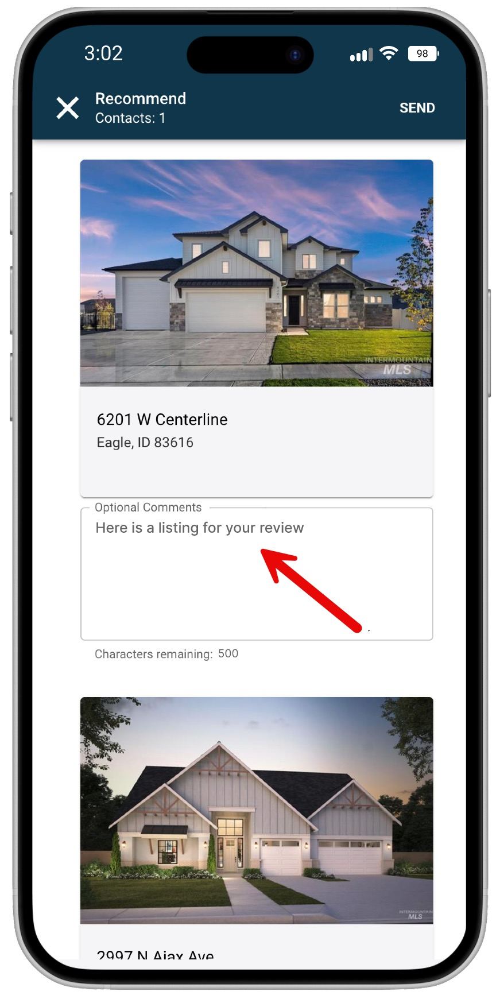 3:02
98
Recommend
Contacts: 1
SEND
6201
INTERMOUNTAIN
MLS
6201 W Centerline
Eagle, ID 83616
Optional Comments
Here is a listing for your review
Characters remaining: 500
INTERMOUNTAIN
MLS
2997 N Ajax Ave